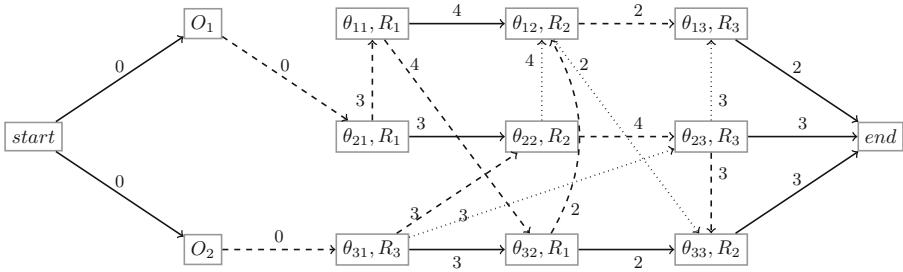 O₁ θ₁₁, R₁ 4 θ₁₂, R₂ 2 θ₁₃, R₃
0 0 4 2 2
3 4 3
start θ₂₁, R₁ 3 θ₂₂, R₂ 4 θ₂₃, R₃ 3 end
0 3 3 2 3 3
O₂ 0 θ₃₁, R₃ 3 θ₃₂, R₁ 2 θ₃₃, R₂